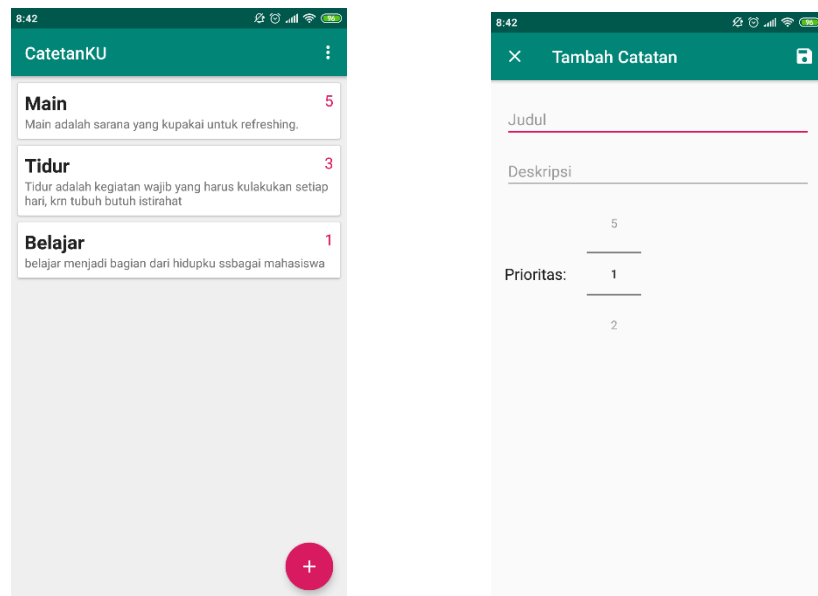 8:42
96
CatetanKU
Main
5
Main adalah sarana yang kupakai untuk refreshing.
Tidur
3
Tidur adalah kegiatan wajib yang harus kulakukan setiap
hari, krn tubuh butuh istirahat
Belajar
1
belajar menjadi bagian dari hidupku ssbagai mahasiswa
+
8:42
96
Tambah Catatan
Judul
Deskripsi
5
Prioritas:
1
2